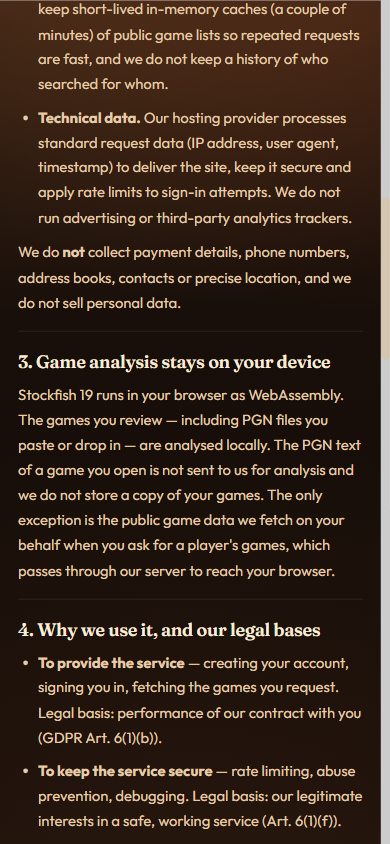 keep short-lived in-memory caches (a couple of
minutes) of public game lists so repeated requests
are fast, and we do not keep a history of who
searched for whom.
• Technical data. Our hosting provider processes
standard request data (IP address, user agent,
timestamp) to deliver the site, keep it secure and
apply rate limits to sign-in attempts. We do not
run advertising or third-party analytics trackers.
We do not collect payment details, phone numbers,
address books, contacts or precise location, and we
do not sell personal data.
3. Game analysis stays on your device
Stockfish 19 runs in your browser as WebAssembly.
The games you review — including PGN files you
paste or drop in — are analysed locally. The PGN text
of a game you open is not sent to us for analysis and
we do not store a copy of your games. The only
exception is the public game data we fetch on your
behalf when you ask for a player's games, which
passes through our server to reach your browser.
4. Why we use it, and our legal bases
• To provide the service — creating your account,
signing you in, fetching the games you request.
Legal basis: performance of our contract with you
(GDPR Art. 6(1)(b)).
• To keep the service secure — rate limiting, abuse
prevention, debugging. Legal basis: our legitimate
interests in a safe, working service (Art. 6(1)(f)).